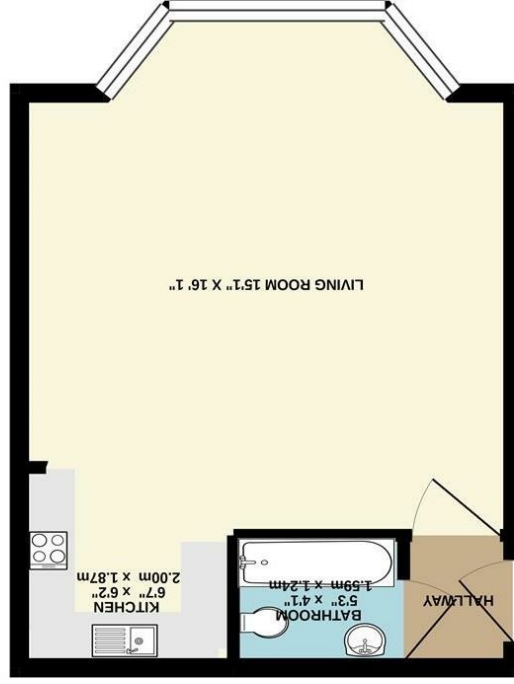 HALLWAY
BATHROOM
5'3" x 4'1"
1.59m x 1.24m
KITCHEN
6'7" x 6'2"
2.00m x 1.87m
LIVING ROOM 15'1" X 16' 1"